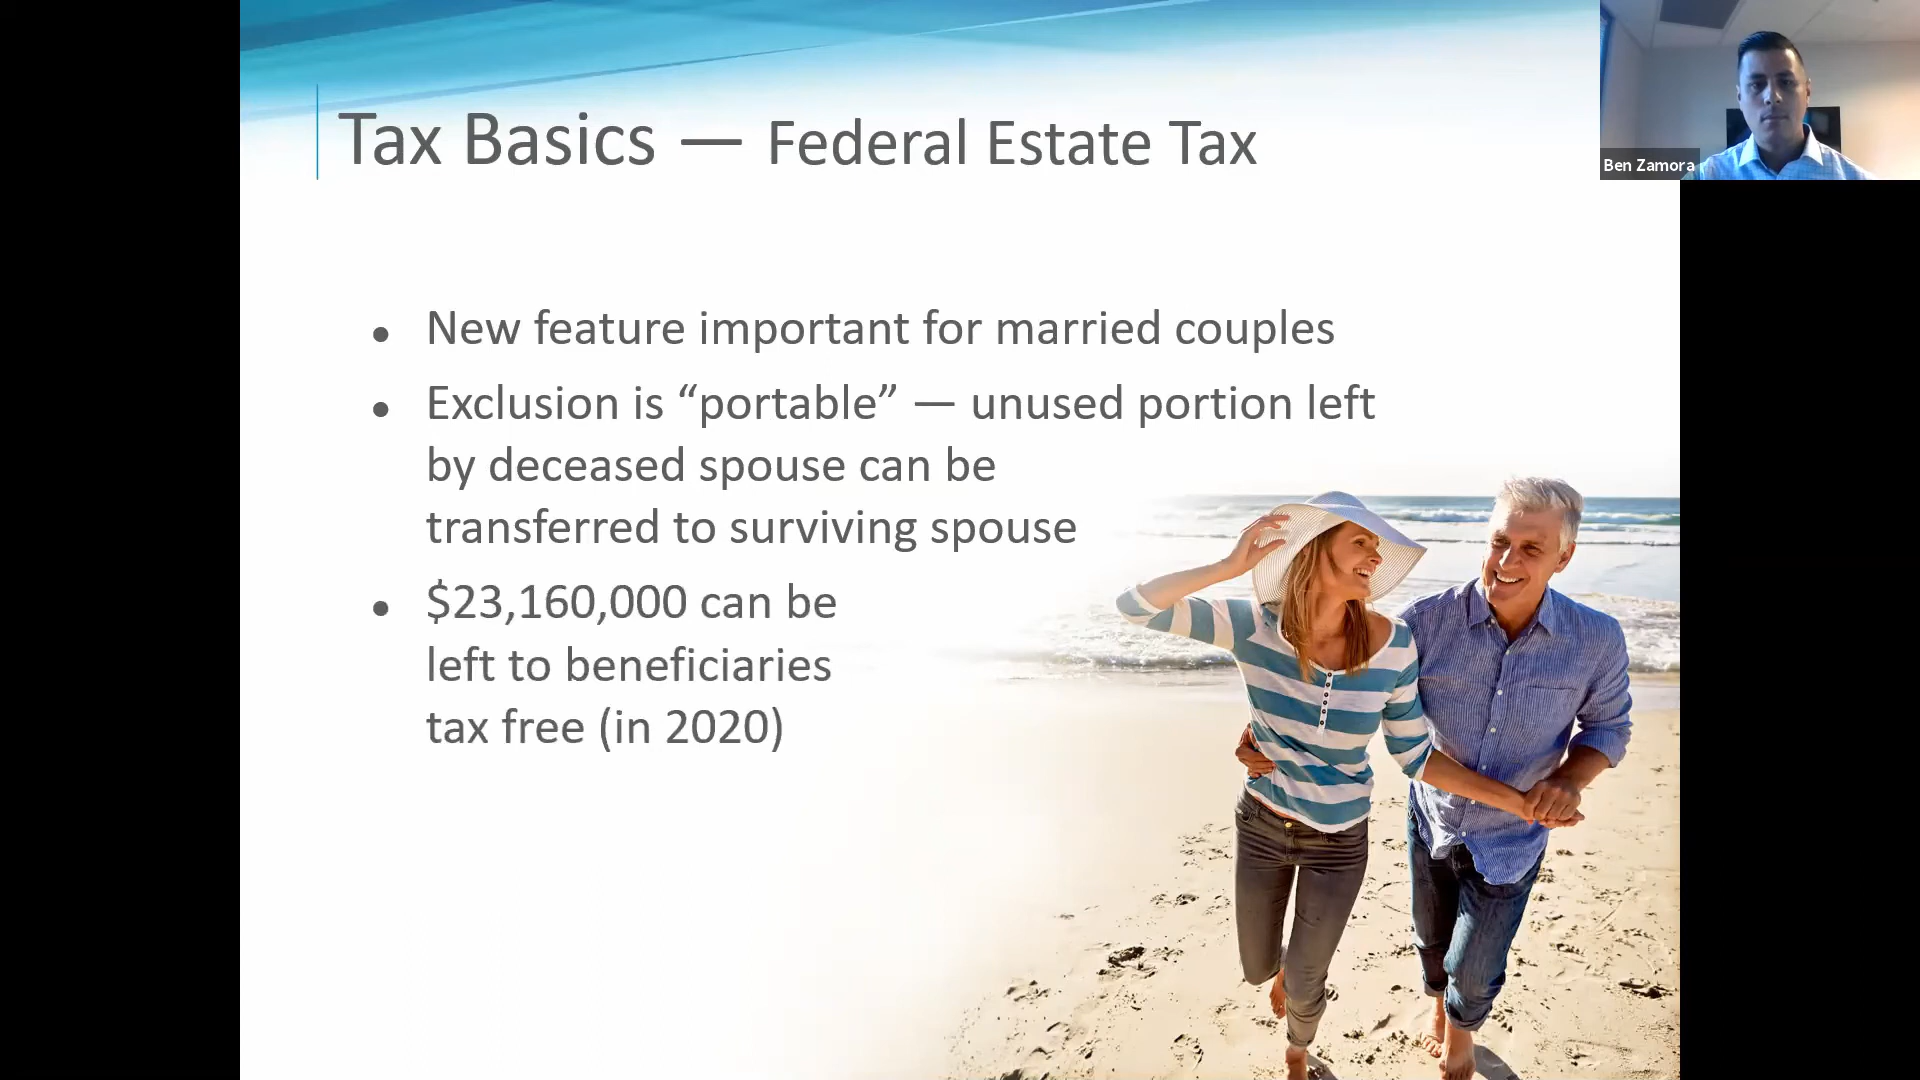 Tax Basics — Federal Estate Tax
Ben Zamora
● New feature important for married couples
● Exclusion is “portable” — unused portion left
by deceased spouse can be
transferred to surviving spouse
● $23,160,000 can be
left to beneficiaries
tax free (in 2020)